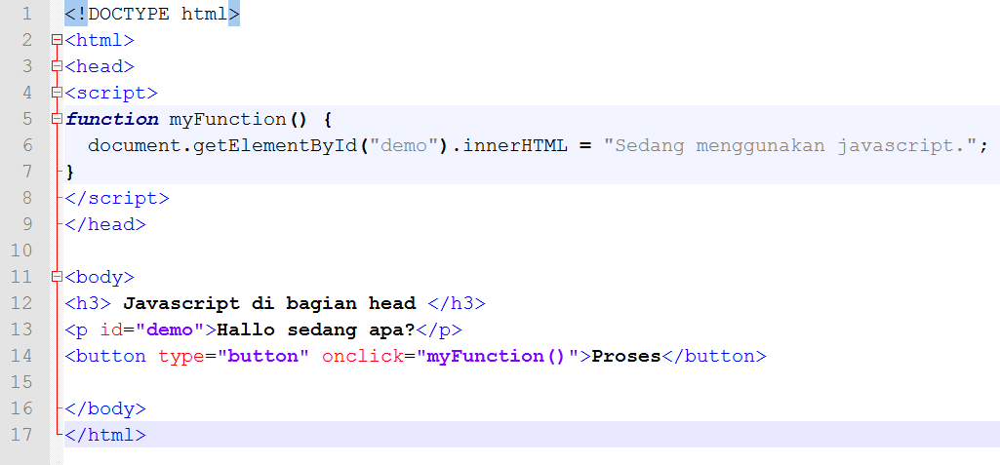 1 <!DOCTYPE html>
2 <html>
3 <head>
4 <script>
5 function myFunction() {
6   document.getElementById("demo").innerHTML = "Sedang menggunakan javascript.";
7 }
8 </script>
9 </head>
10
11 <body>
12 <h3> Javascript di bagian head </h3>
13 <p id="demo">Hallo sedang apa?</p>
14 <button type="button" onclick="myFunction()">Proses</button>
15
16 </body>
17 </html>